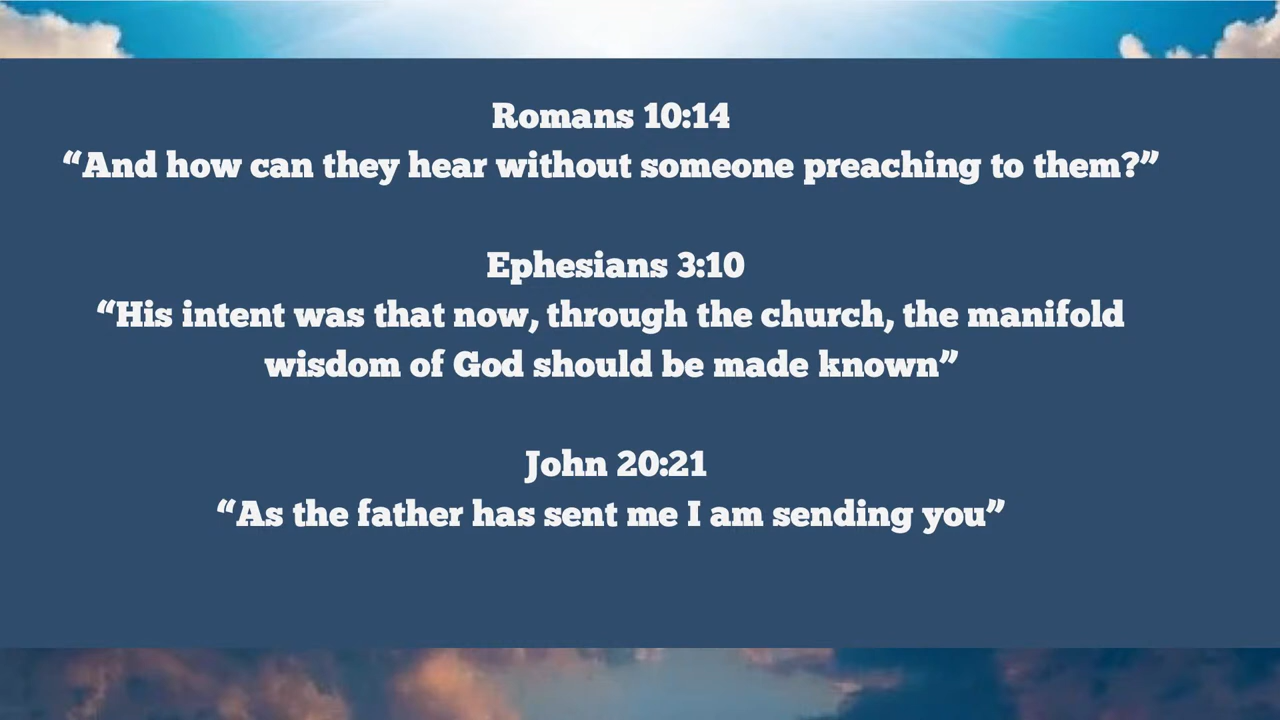 Romans 10:14
“And how can they hear without someone preaching to them?”
Ephesians 3:10
“His intent was that now, through the church, the manifold
wisdom of God should be made known”
John 20:21
“As the father has sent me I am sending you”